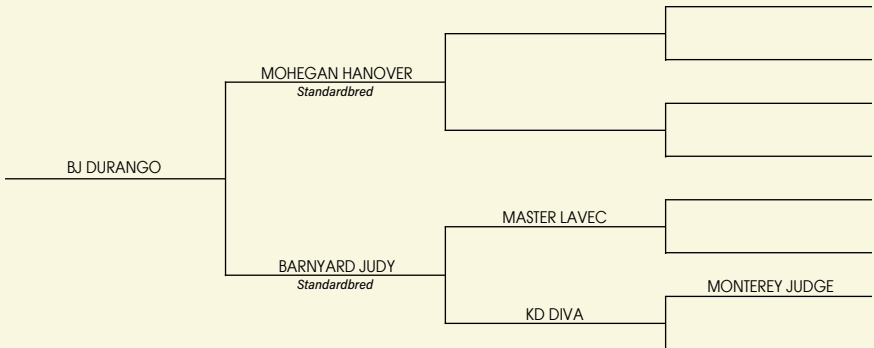 MOHEGAN HANOVER
Standardbred
BJ DURANGO
MASTER LAVEC
BARNYARD JUDY
Standardbred
MONTEREY JUDGE
KD DIVA